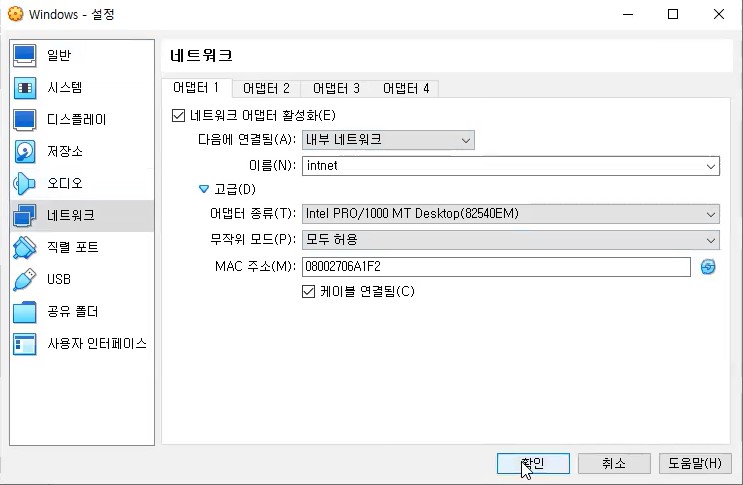 Windows - 설정
일반
시스템
디스플레이
저장소
오디오
네트워크
직렬 포트
USB
공유 폴더
사용자 인터페이스
네트워크
어댑터 1 어댑터 2 어댑터 3 어댑터 4
네트워크 어댑터 활성화(E)
다음에 연결됨(A): 내부 네트워크
이름(N): intnet
고급(D)
어댑터 종류(T): Intel PRO/1000 MT Desktop(82540EM)
무작위 모드(P): 모두 허용
MAC 주소(M): 08002706A1F2
케이블 연결됨(C)
확인 취소 도움말(H)